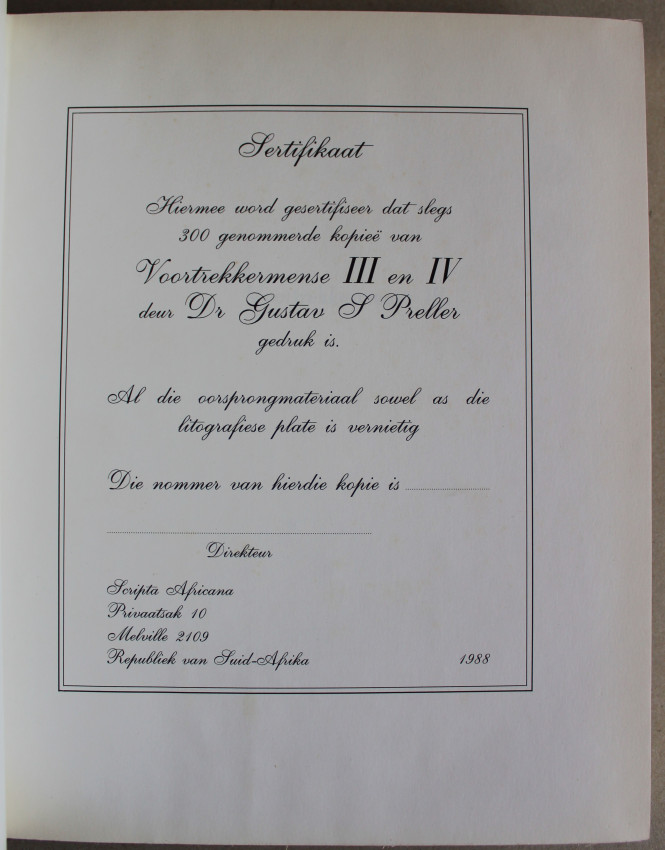 Sertifikaat
Hiermee word gesertifiseer dat slegs
300 genommerde kopieë van
Voortrekkermense III en IV
deur Dr Gustav S Preller
gedruk is.
Al die oorsprongmateriaal sowel as die
litografiese plate is vernietig
Die nommer van hierdie kopie is
Direkteur
Scripta Africana
Privaatsak 10
Melville 2109
Republiek van Suid-Afrika 1988